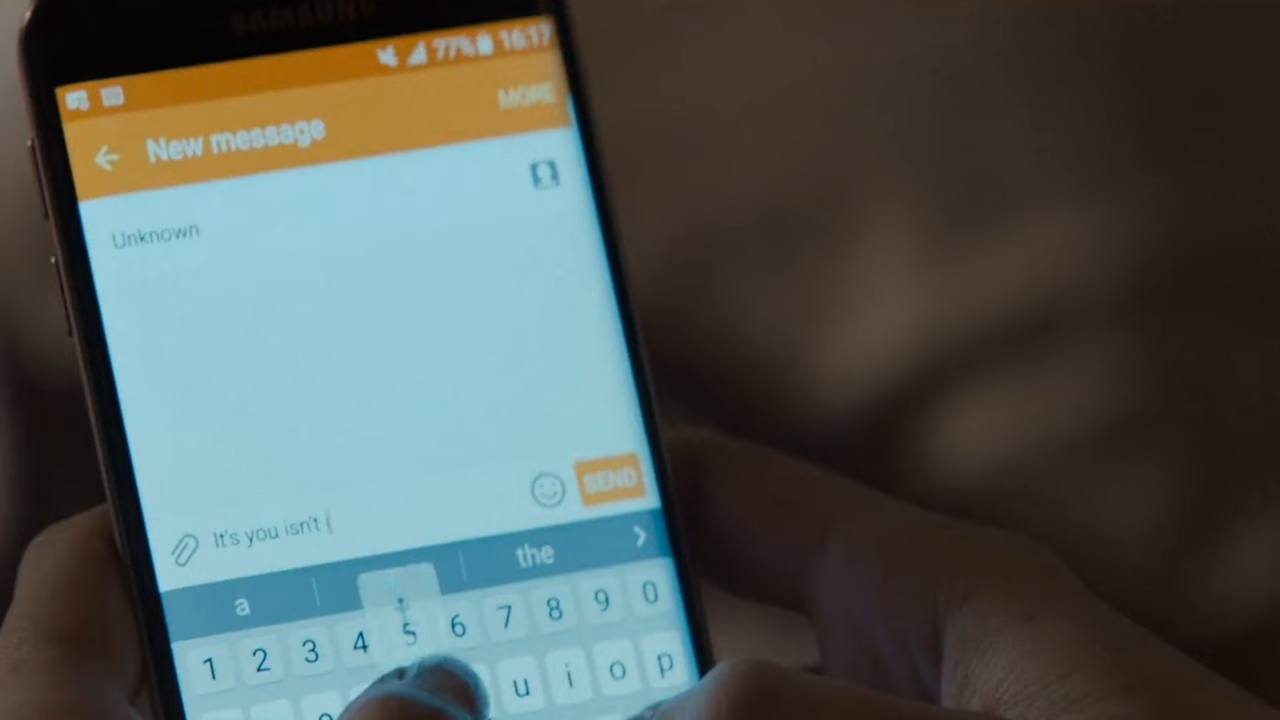 SAMSUNG
77% 16:17
New message MORE
Unknown
SEND
It's you isn't
a the
1 2 3 4 5 6 7 8 9 0
u i o p